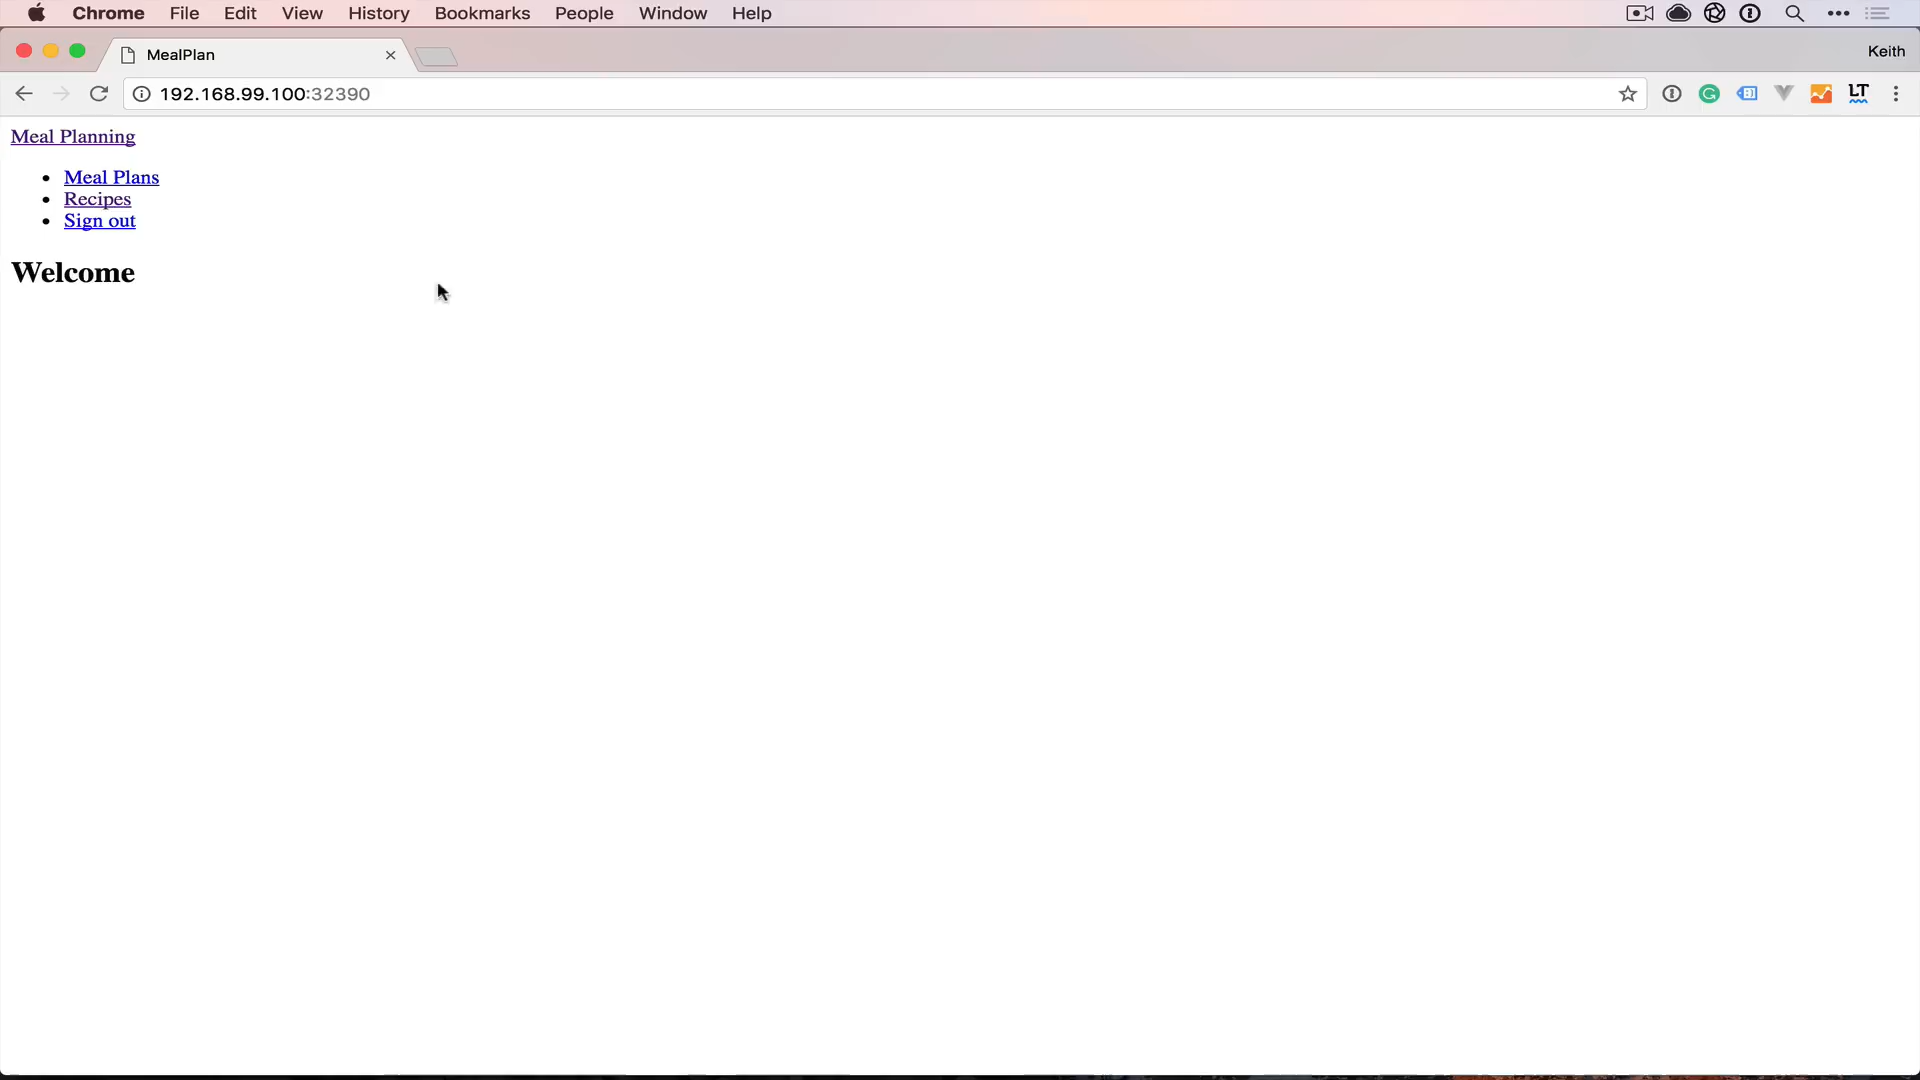 Chrome File Edit View History Bookmarks People Window Help
MealPlan
Keith
192.168.99.100:32390
LT
Meal Planning
Meal Plans
Recipes
Sign out
Welcome